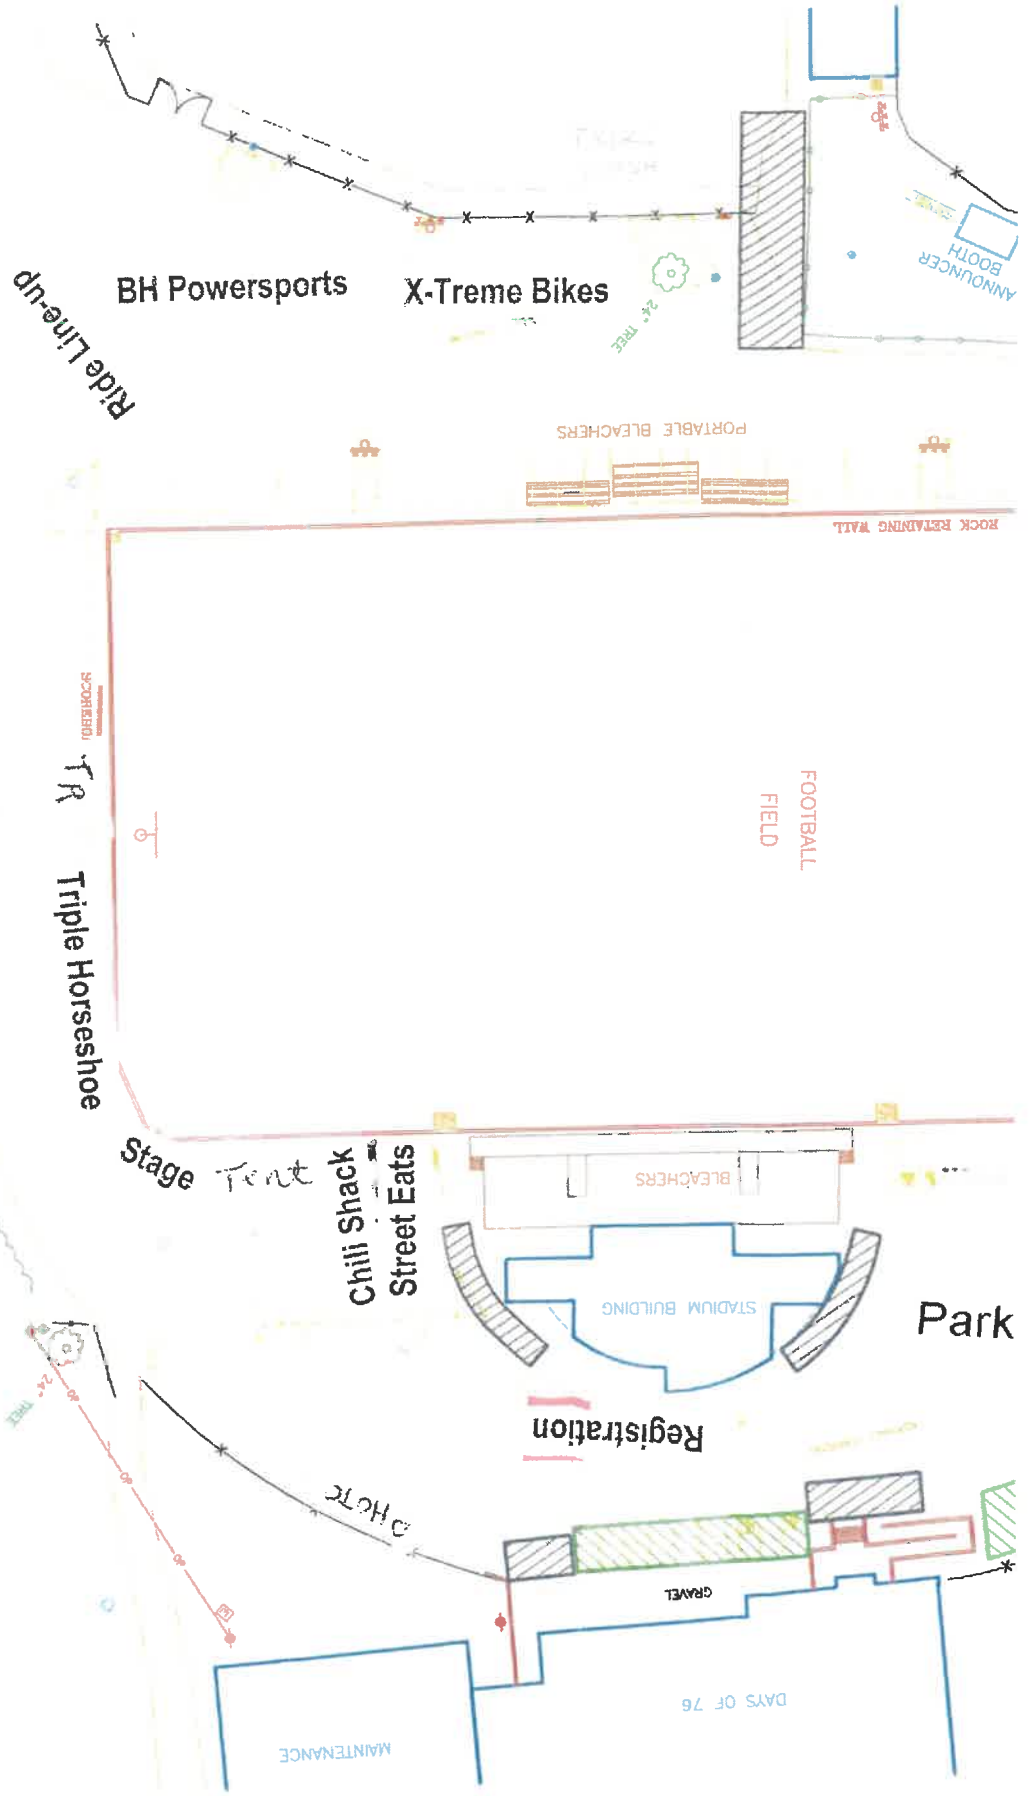 ANNOUNCER
BOOTH
BH Powersports
X-Treme Bikes
24" TREE
Ride Line-up
PORTABLE BLEACHERS
ROCK RETAINING WALL
FOOTBALL
FIELD
TR
Triple Horseshoe
Stage
Tent
Chili Shack
Street Eats
BLEACHERS
STADIUM BUILDING
Park
24" TREE
Registration
GRAVEL
DAYS OF 76
MAINTENANCE